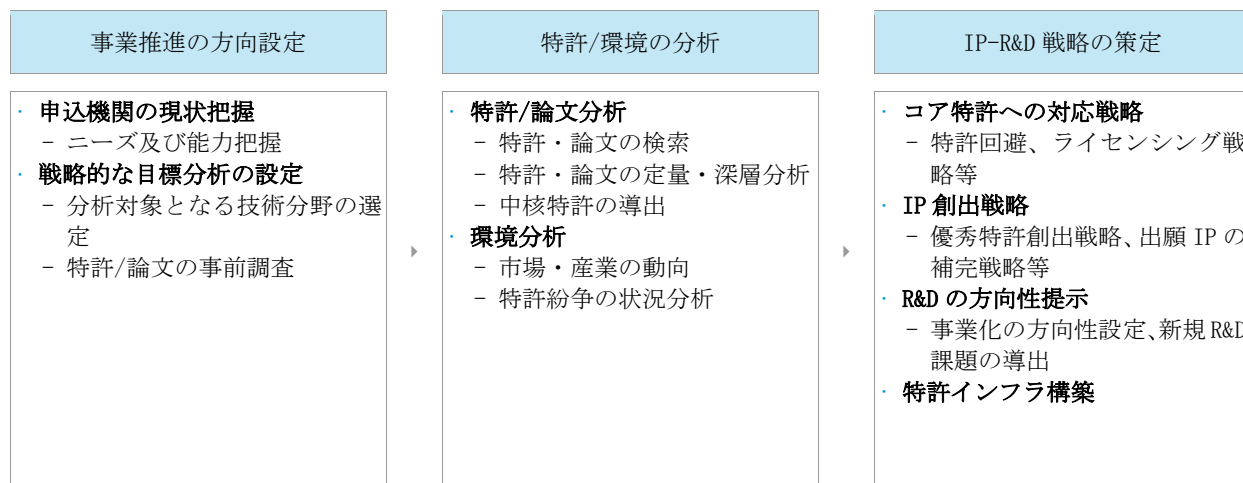 事業推進の方向設定
· 申込機関の現状把握
- ニーズ及び能力把握
· 戦略的な目標分析の設定
- 分析対象となる技術分野の選
定
- 特許/論文の事前調査
特許/環境の分析
· 特許/論文分析
- 特許・論文の検索
- 特許・論文の定量・深層分析
- 中核特許の導出
· 環境分析
- 市場・産業の動向
- 特許紛争の状況分析
IP-R&D 戦略の策定
· コア特許への対応戦略
- 特許回避、ライセンシング戦
略等
· IP 創出戦略
- 優秀特許創出戦略、出願 IP の
補完戦略等
· R&D の方向性提示
- 事業化の方向性設定、新規 R&D
課題の導出
· 特許インフラ構築